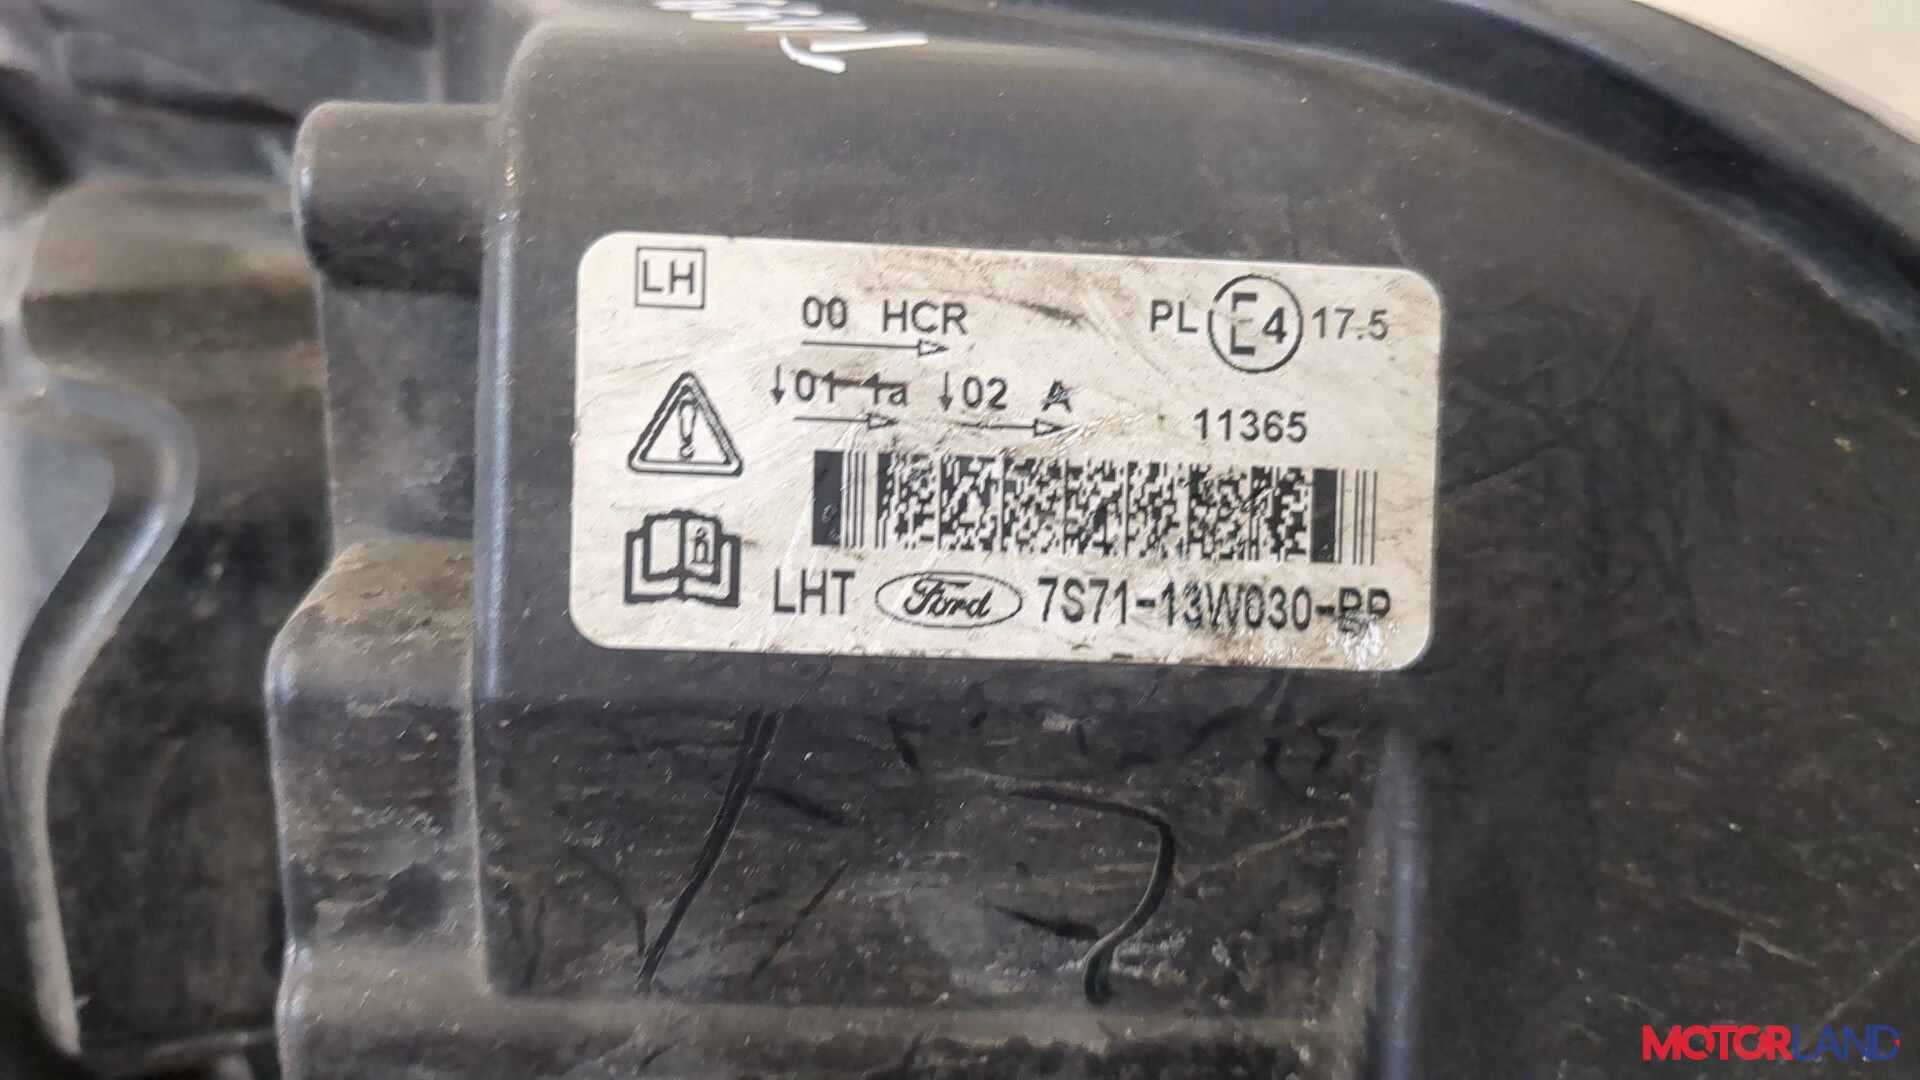 LH
00 HCR
PL E4 17.5
↓01 1a ↓02 A
11365
LHT Ford 7S71-13W030-BP
MOTORLAND